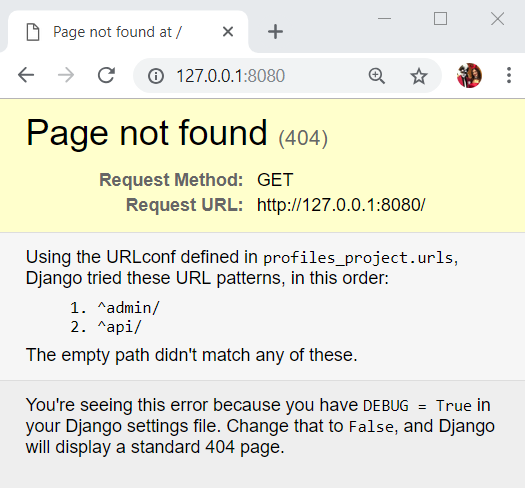 Page not found at /
127.0.0.1:8080
Page not found (404)
Request Method: GET
Request URL: http://127.0.0.1:8080/
Using the URLconf defined in profiles_project.urls,
Django tried these URL patterns, in this order:
1. ^admin/
2. ^api/
The empty path didn't match any of these.
You're seeing this error because you have DEBUG = True in
your Django settings file. Change that to False, and Django
will display a standard 404 page.